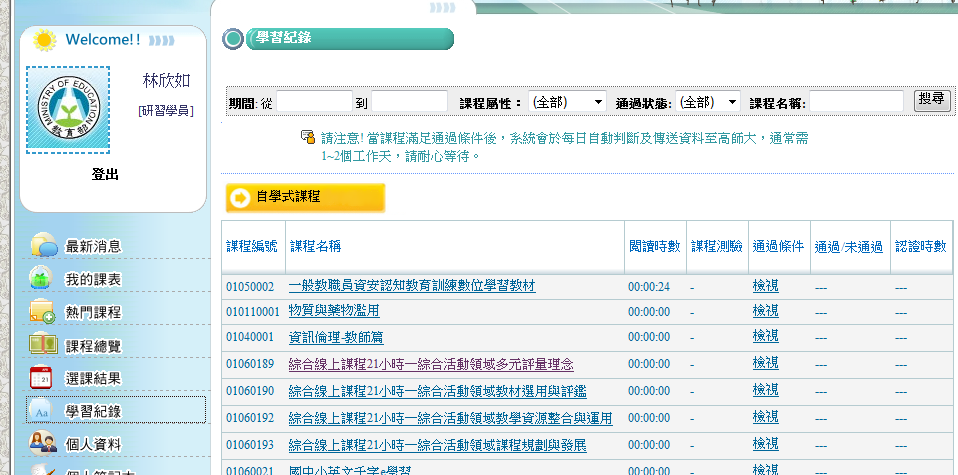 Welcome!!
林欣如
[研習學員]
MINISTRY OF EDUCATION
教育部
登出
最新消息
我的課表
熱門課程
課程總覽
選課結果
學習紀錄
個人資料
個人筆記本
學習紀錄
期間: 從 到 課程屬性： (全部) 通過狀態: (全部) 課程名稱: 搜尋
請注意! 當課程滿足通過條件後，系統會於每日自動判斷及傳送資料至高師大，通常需
1~2個工作天，請耐心等待。
自學式課程
課程編號 課程名稱 閱讀時數 課程測驗 通過條件 通過/未通過 認證時數
01050002 一般教職員資安認知教育訓練數位學習教材 00:00:24 - 檢視 --- ---
010110001 物質與藥物濫用 00:00:00 - 檢視 --- ---
01040001 資訊倫理-教師篇 00:00:00 - 檢視 --- ---
01060189 綜合線上課程21小時—綜合活動領域多元評量理念 00:00:00 - 檢視 --- ---
01060190 綜合線上課程21小時—綜合活動領域教材選用與評鑑 00:00:00 - 檢視 --- ---
01060192 綜合線上課程21小時—綜合活動領域教學資源整合與運用 00:00:00 - 檢視 --- ---
01060193 綜合線上課程21小時—綜合活動領域課程規劃與發展 00:00:00 - 檢視 --- ---
01060021 國中小英文千字e學習 00:00:00 - 檢視 --- ---